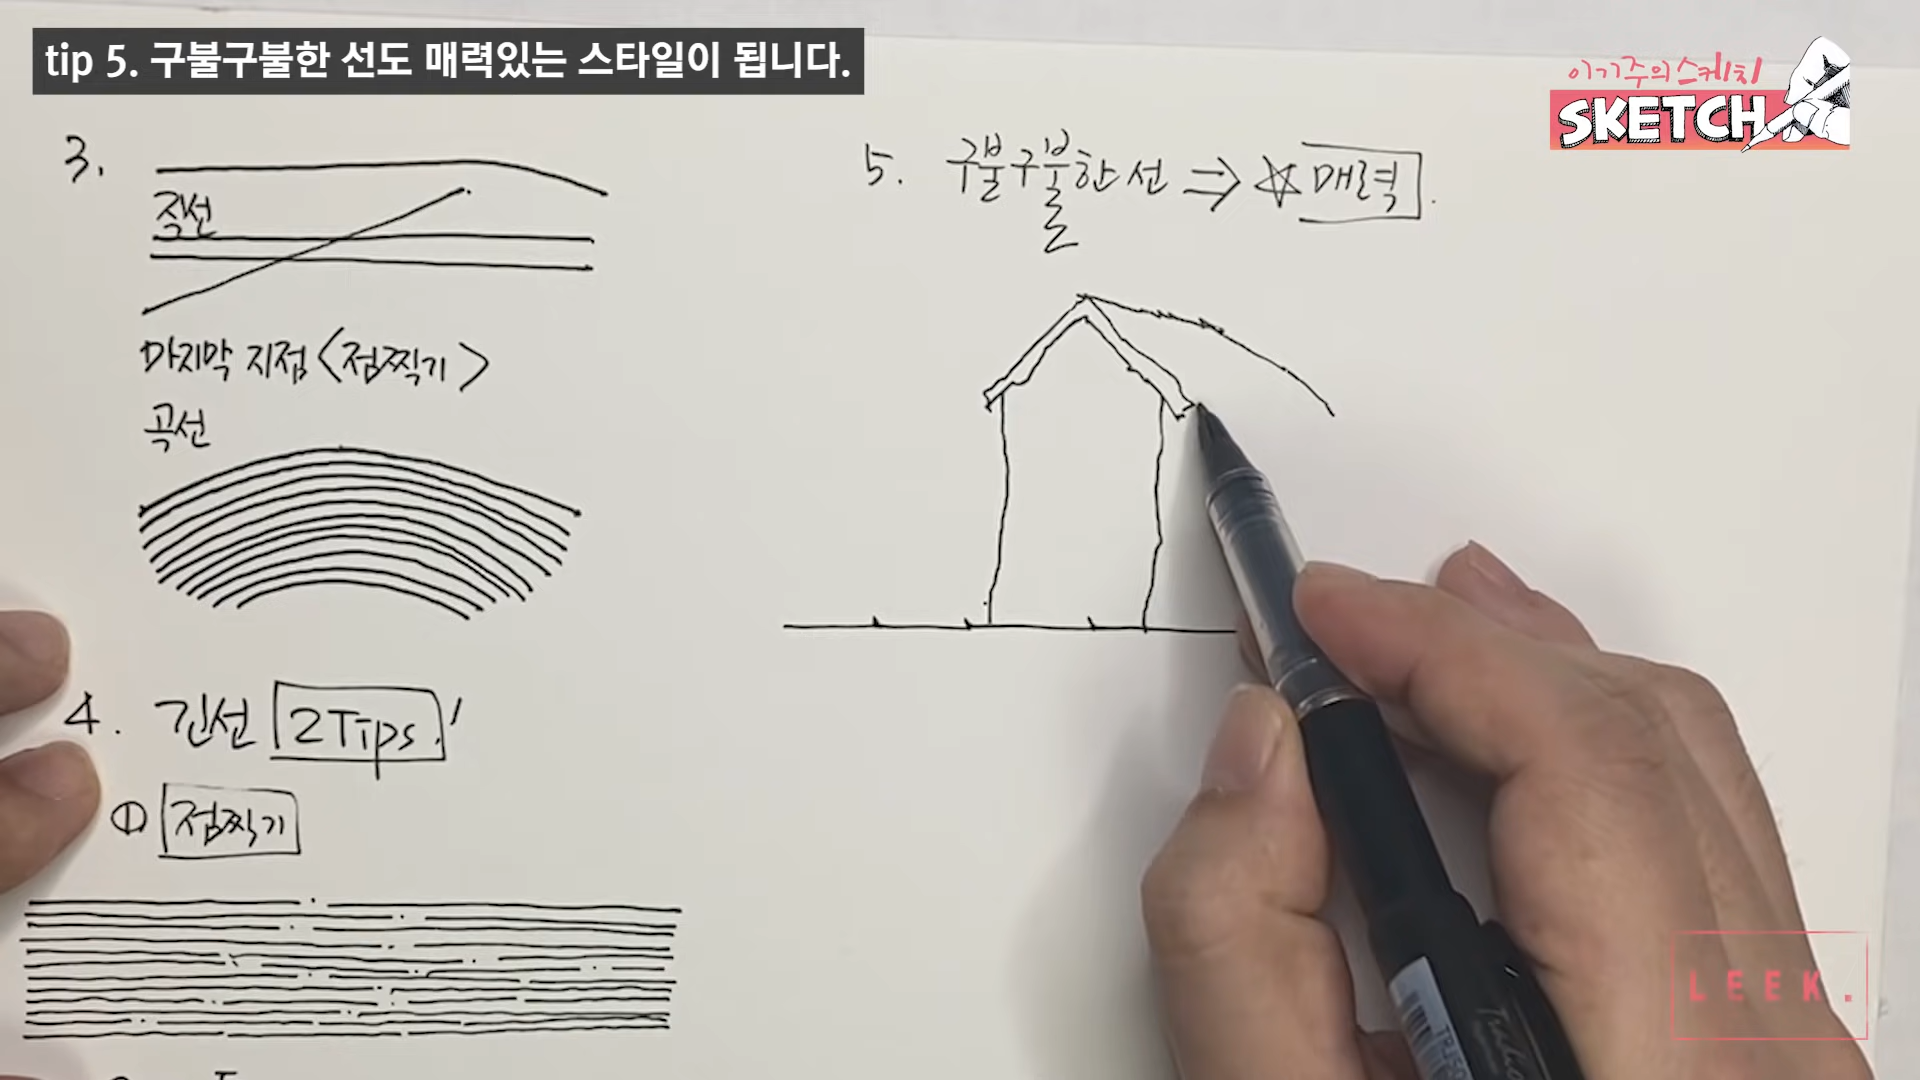 tip 5. 구불구불한 선도 매력있는 스타일이 됩니다.
이기주의스케치
SKETCH
3.
직선
마지막 지점 <점찍기>
곡선
4. 긴선 2Tips!
① 점찍기
5. 구불구불한 선 ⇒ ☆ 매력.
LEEK.